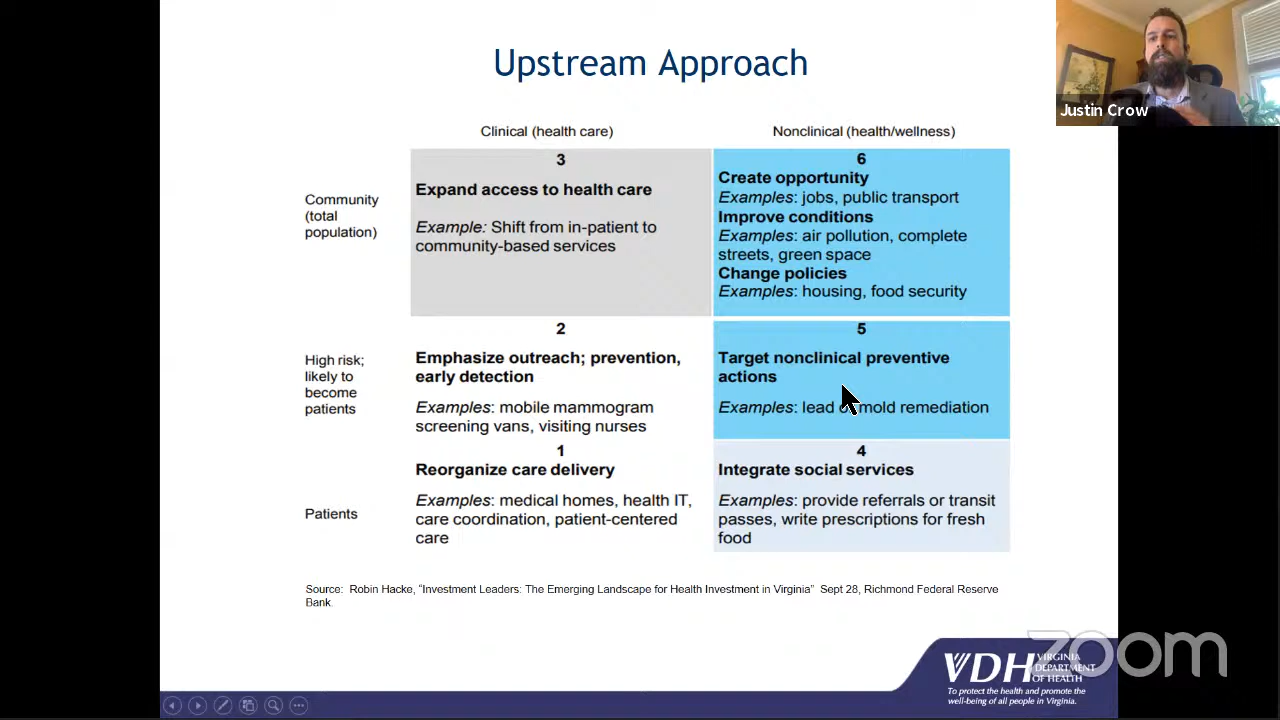 Upstream Approach
Justin Crow
Clinical (health care)
Nonclinical (health/wellness)
Community
(total
population)
3
Expand access to health care
Example: Shift from in-patient to
community-based services
6
Create opportunity
Examples: jobs, public transport
Improve conditions
Examples: air pollution, complete
streets, green space
Change policies
Examples: housing, food security
High risk;
likely to
become
patients
2
Emphasize outreach; prevention,
early detection
Examples: mobile mammogram
screening vans, visiting nurses
5
Target nonclinical preventive
actions
Examples: lead or mold remediation
Patients
1
Reorganize care delivery
Examples: medical homes, health IT,
care coordination, patient-centered
care
4
Integrate social services
Examples: provide referrals or transit
passes, write prescriptions for fresh
food
Source: Robin Hacke, “Investment Leaders: The Emerging Landscape for Health Investment in Virginia” Sept 28, Richmond Federal Reserve
Bank.
VDH VIRGINIA
DEPARTMENT
OF HEALTH
To protect the health and promote the
well-being of all people in Virginia.
zoom